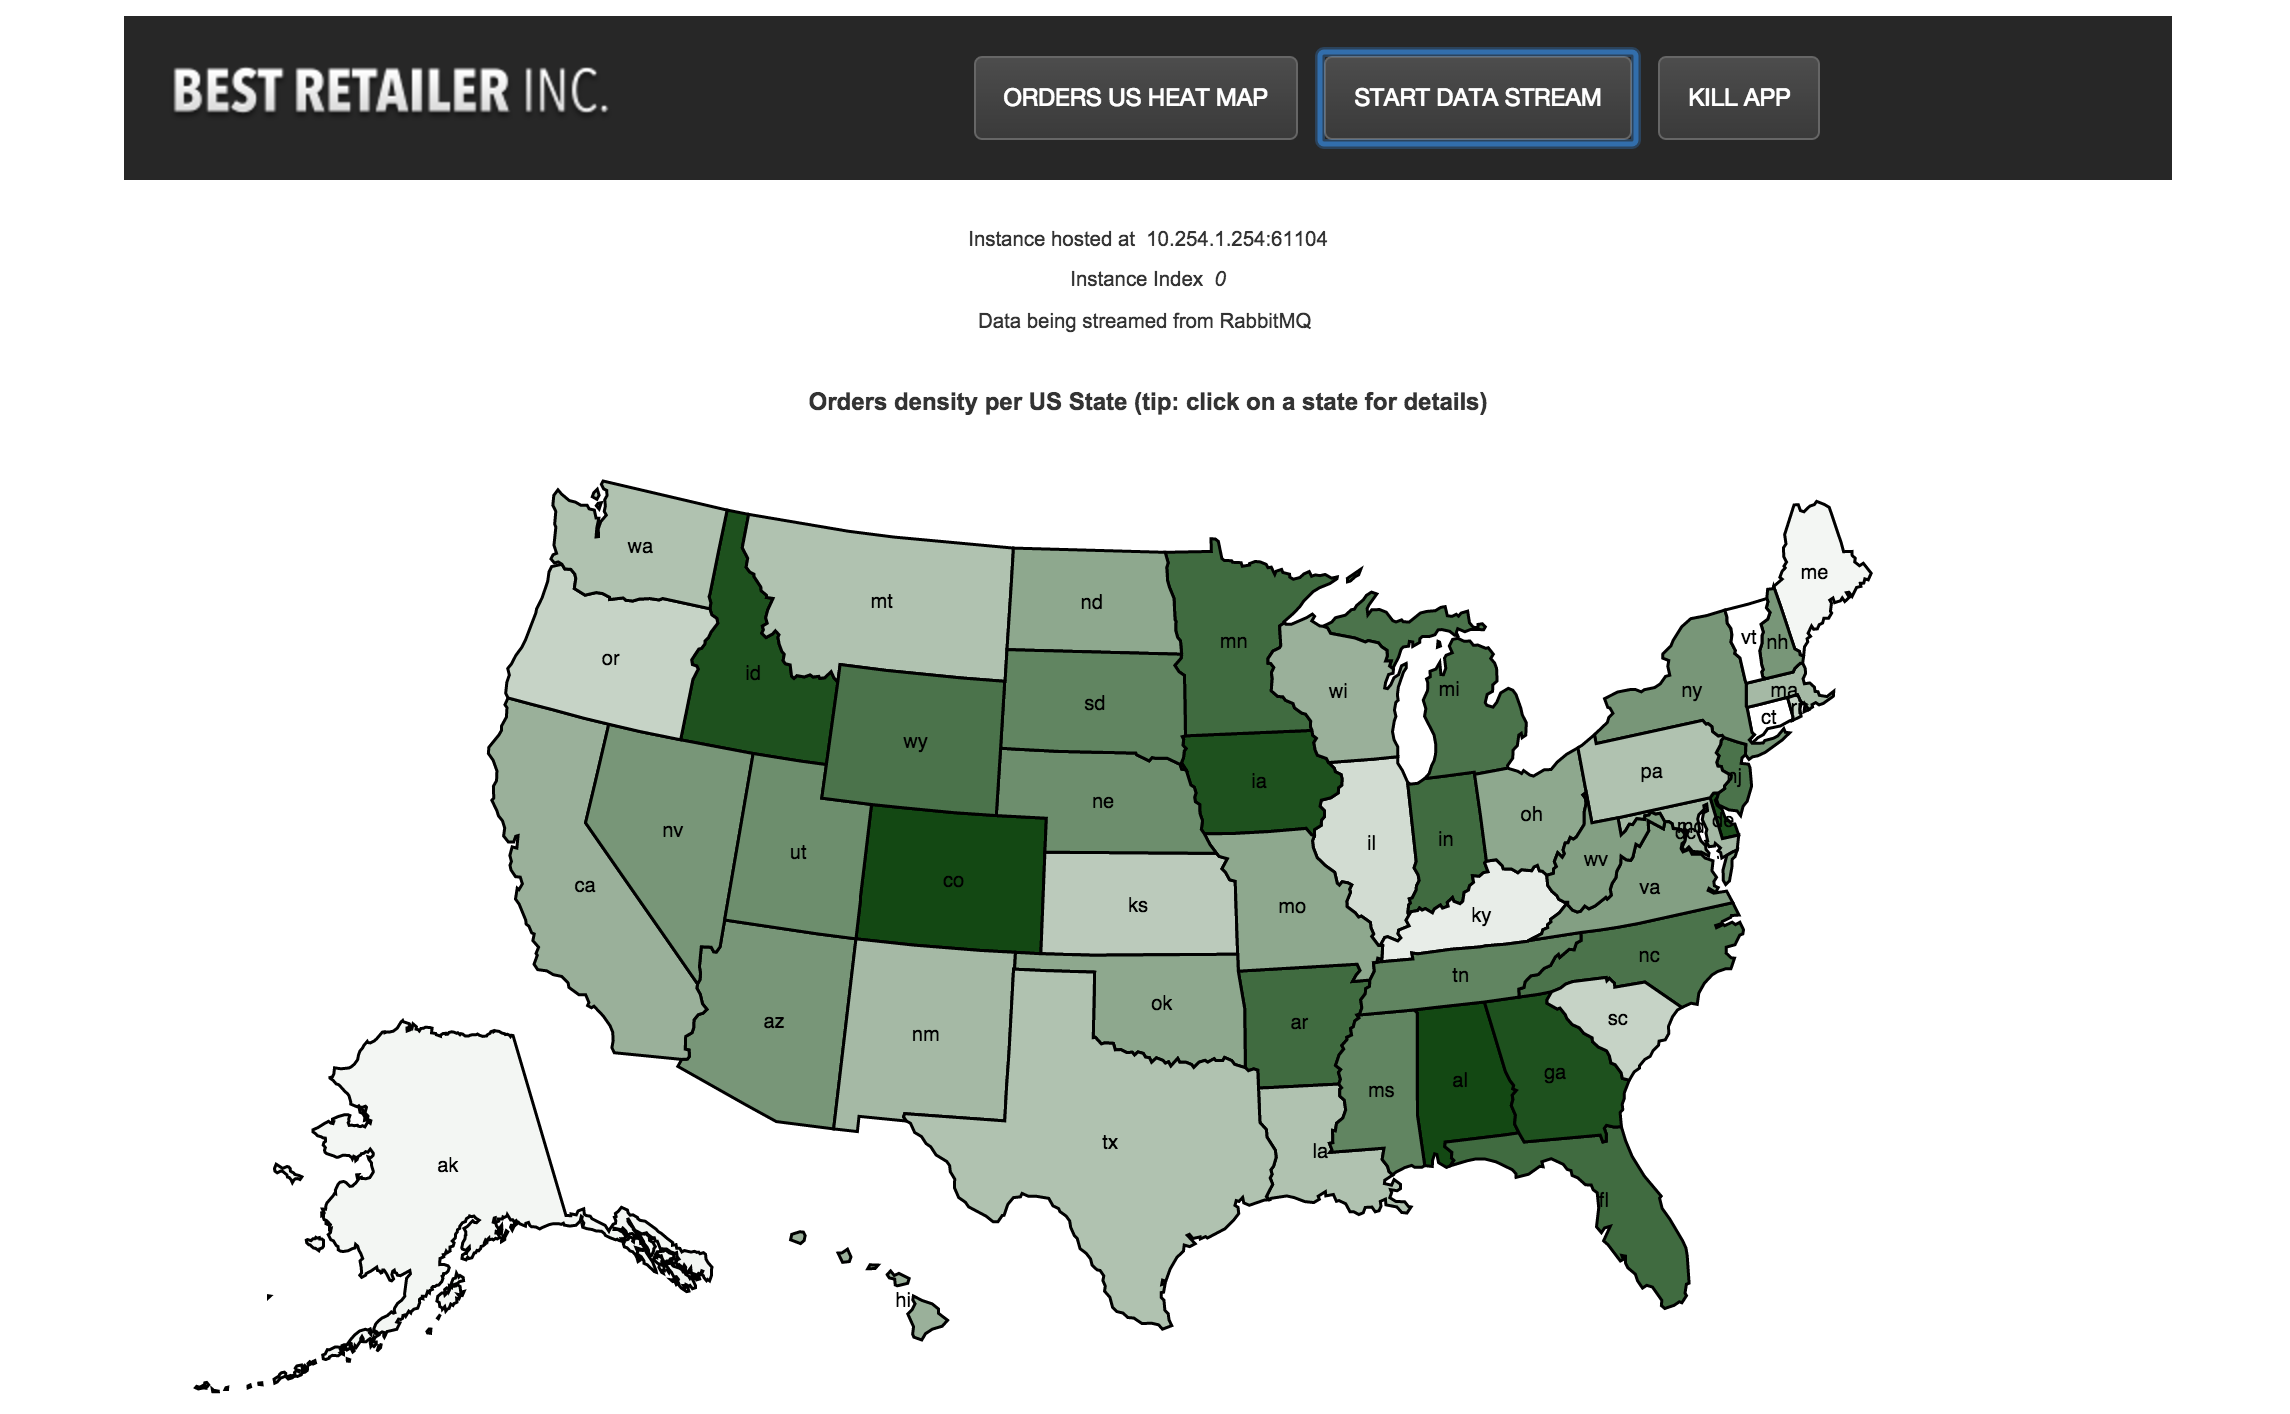 BEST RETAILER INC.
ORDERS US HEAT MAP
START DATA STREAM
KILL APP
Instance hosted at 10.254.1.254:61104
Instance Index 0
Data being streamed from RabbitMQ
Orders density per US State (tip: click on a state for details)
wa
me
mt
nd
mn
vt
nh
or
id
sd
wi
mi
ny
ma
ri
ct
wy
ia
pa
nj
ne
oh
md
de
dc
nv
ut
il
in
wv
co
ca
ks
mo
ky
va
nc
tn
ok
sc
az
nm
ar
ms
al
ga
tx
la
ak
fl
hi